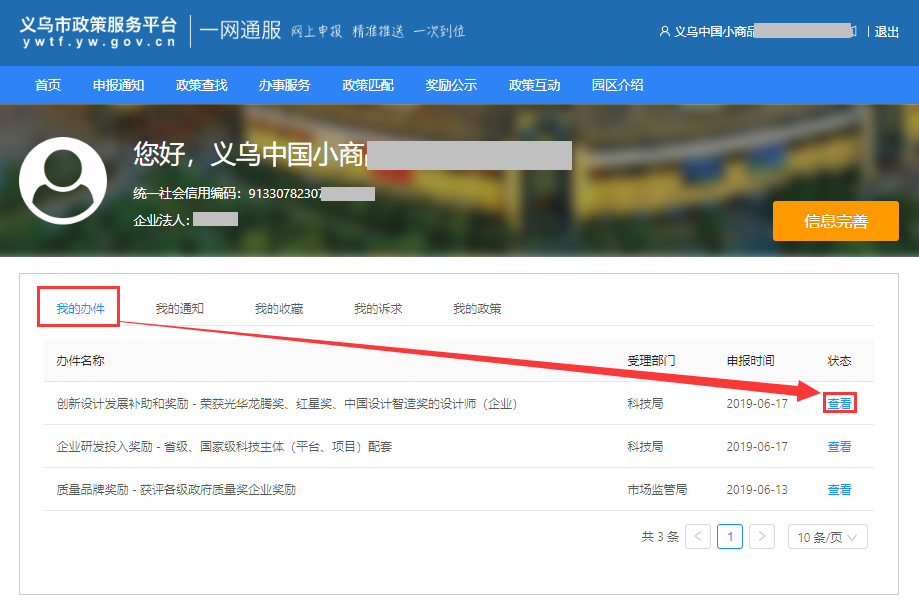 义乌市政策服务平台
ywtf.yw.gov.cn
一网通服 网上申报 精准推送 一次到位
义乌中国小商品
退出
首页 申报通知 政策查找 办事服务 政策匹配 奖励公示 政策互动 园区介绍
您好，义乌中国小商
统一社会信用编码：91330782307
企业法人：
信息完善
我的办件 我的通知 我的收藏 我的诉求 我的政策
办件名称 受理部门 申报时间 状态
创新设计发展补助和奖励 - 荣获光华龙腾奖、红星奖、中国设计智造奖的设计师（企业） 科技局 2019-06-17 查看
企业研发投入奖励 - 省级、国家级科技主体（平台、项目）配套 科技局 2019-06-17 查看
质量品牌奖励 - 获评各级政府质量奖企业奖励 市场监管局 2019-06-13 查看
共 3 条 < 1 > 10 条/页